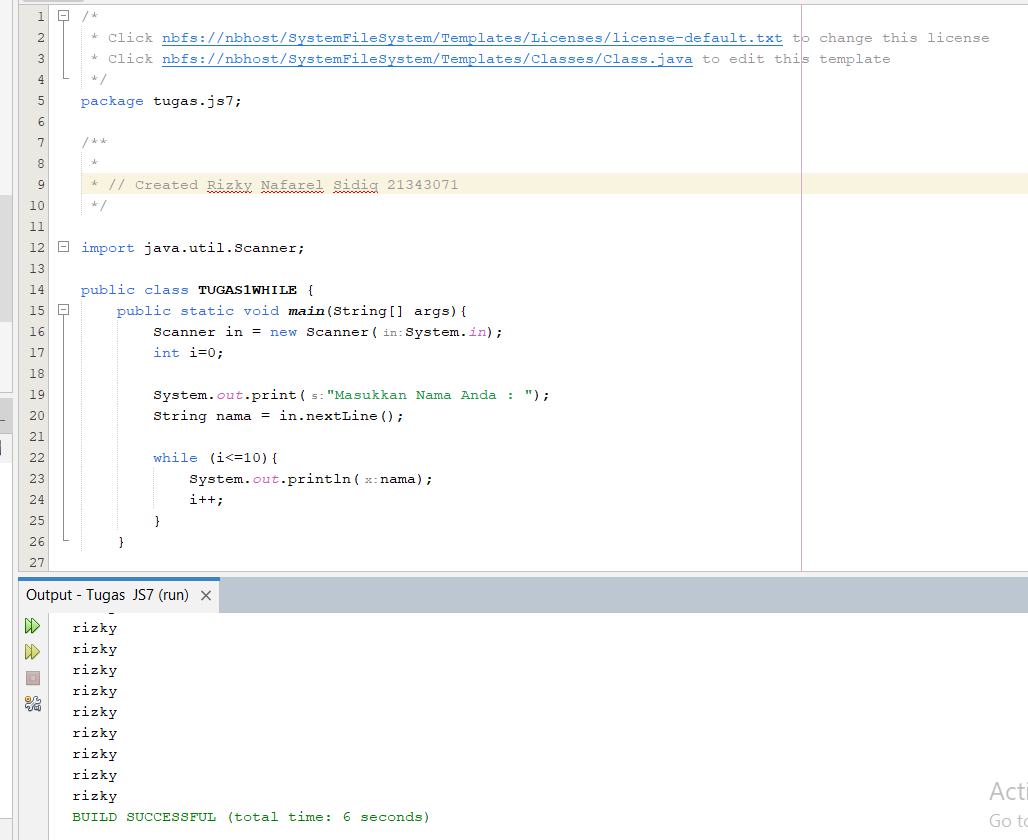 1 /*
2 * Click nbfs://nbhost/SystemFileSystem/Templates/Licenses/license-default.txt to change this license
3 * Click nbfs://nbhost/SystemFileSystem/Templates/Classes/Class.java to edit this template
4 */
5 package tugas.js7;
6
7 /**
8 *
9 * // Created Rizky Nafarel Sidiq 21343071
10 */
11
12 import java.util.Scanner;
13
14 public class TUGAS1WHILE {
15 public static void main(String[] args){
16 Scanner in = new Scanner( in:System.in);
17 int i=0;
18
19 System.out.print( s:"Masukkan Nama Anda : ");
20 String nama = in.nextLine();
21
22 while (i<=10){
23 System.out.println( x:nama);
24 i++;
25 }
26 }
27
Output - Tugas JS7 (run)
rizky
rizky
rizky
rizky
rizky
rizky
rizky
rizky
rizky
BUILD SUCCESSFUL (total time: 6 seconds)
Acti
Go to